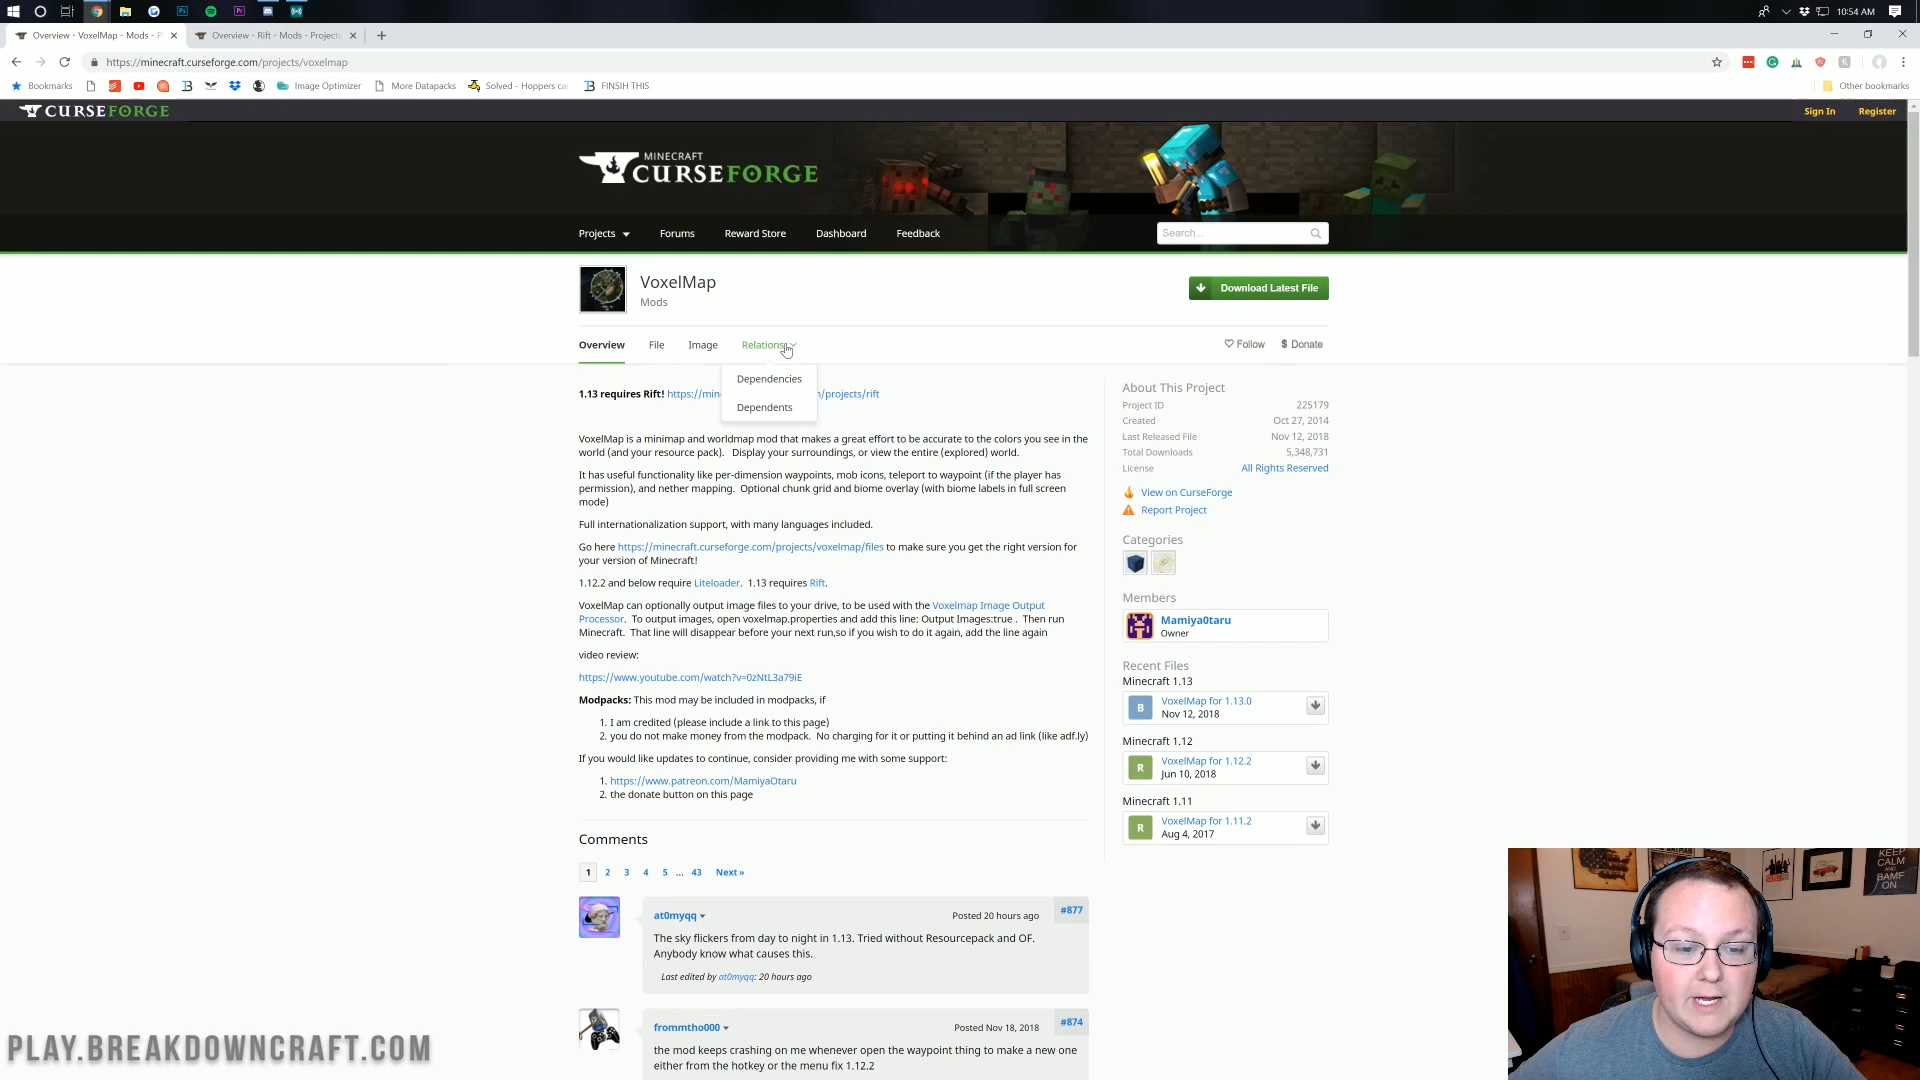 10:54 AM
Overview - VoxelMap - Mods - P
Overview - Rift - Mods - Projects
https://minecraft.curseforge.com/projects/voxelmap
Bookmarks
Image Optimizer
More Datapacks
Solved - Hoppers ca
FINSIH THIS
Other bookmarks
CURSEFORGE
Sign In
Register
MINECRAFT
CURSEFORGE
Projects
Forums
Reward Store
Dashboard
Feedback
Search...
VoxelMap
Mods
Download Latest File
Overview
File
Image
Relations
Follow
$ Donate
Dependencies
Dependents
1.13 requires Rift! https://min /projects/rift
VoxelMap is a minimap and worldmap mod that makes a great effort to be accurate to the colors you see in the
world (and your resource pack). Display your surroundings, or view the entire (explored) world.
It has useful functionality like per-dimension waypoints, mob icons, teleport to waypoint (if the player has
permission), and nether mapping. Optional chunk grid and biome overlay (with biome labels in full screen
mode)
Full internationalization support, with many languages included.
Go here https://minecraft.curseforge.com/projects/voxelmap/files to make sure you get the right version for
your version of Minecraft!
1.12.2 and below require Liteloader. 1.13 requires Rift.
VoxelMap can optionally output image files to your drive, to be used with the Voxelmap Image Output
Processor. To output images, open voxelmap.properties and add this line: Output Images:true . Then run
Minecraft. That line will disappear before your next run,so if you wish to do it again, add the line again
video review:
https://www.youtube.com/watch?v=0zNtL3a79iE
Modpacks: This mod may be included in modpacks, if
1. I am credited (please include a link to this page)
2. you do not make money from the modpack. No charging for it or putting it behind an ad link (like adf.ly)
If you would like updates to continue, consider providing me with some support:
1. https://www.patreon.com/MamiyaOtaru
2. the donate button on this page
About This Project
Project ID 225179
Created Oct 27, 2014
Last Released File Nov 12, 2018
Total Downloads 5,348,731
License All Rights Reserved
View on CurseForge
Report Project
Categories
Members
Mamiya0taru
Owner
Recent Files
Minecraft 1.13
B
VoxelMap for 1.13.0
Nov 12, 2018
Minecraft 1.12
R
VoxelMap for 1.12.2
Jun 10, 2018
Minecraft 1.11
R
VoxelMap for 1.11.2
Aug 4, 2017
Comments
1 2 3 4 5 ... 43 Next »
at0myqq
Posted 20 hours ago
#877
The sky flickers from day to night in 1.13. Tried without Resourcepack and OF.
Anybody know what causes this.
Last edited by at0myqq: 20 hours ago
frommtho000
Posted Nov 18, 2018
#874
the mod keeps crashing on me whenever open the waypoint thing to make a new one
either from the hotkey or the menu fix 1.12.2
PLAY.BREAKDOWNCRAFT.COM
KEEP
CALM
AND
BAMF
ON